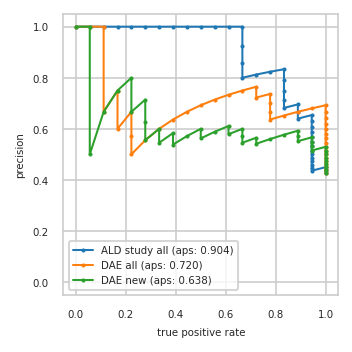 1.0
0.8
0.6
0.4
0.2
0.0
precision
ALD study all (aps: 0.904)
DAE all (aps: 0.720)
DAE new (aps: 0.638)
0.0 0.2 0.4 0.6 0.8 1.0
true positive rate